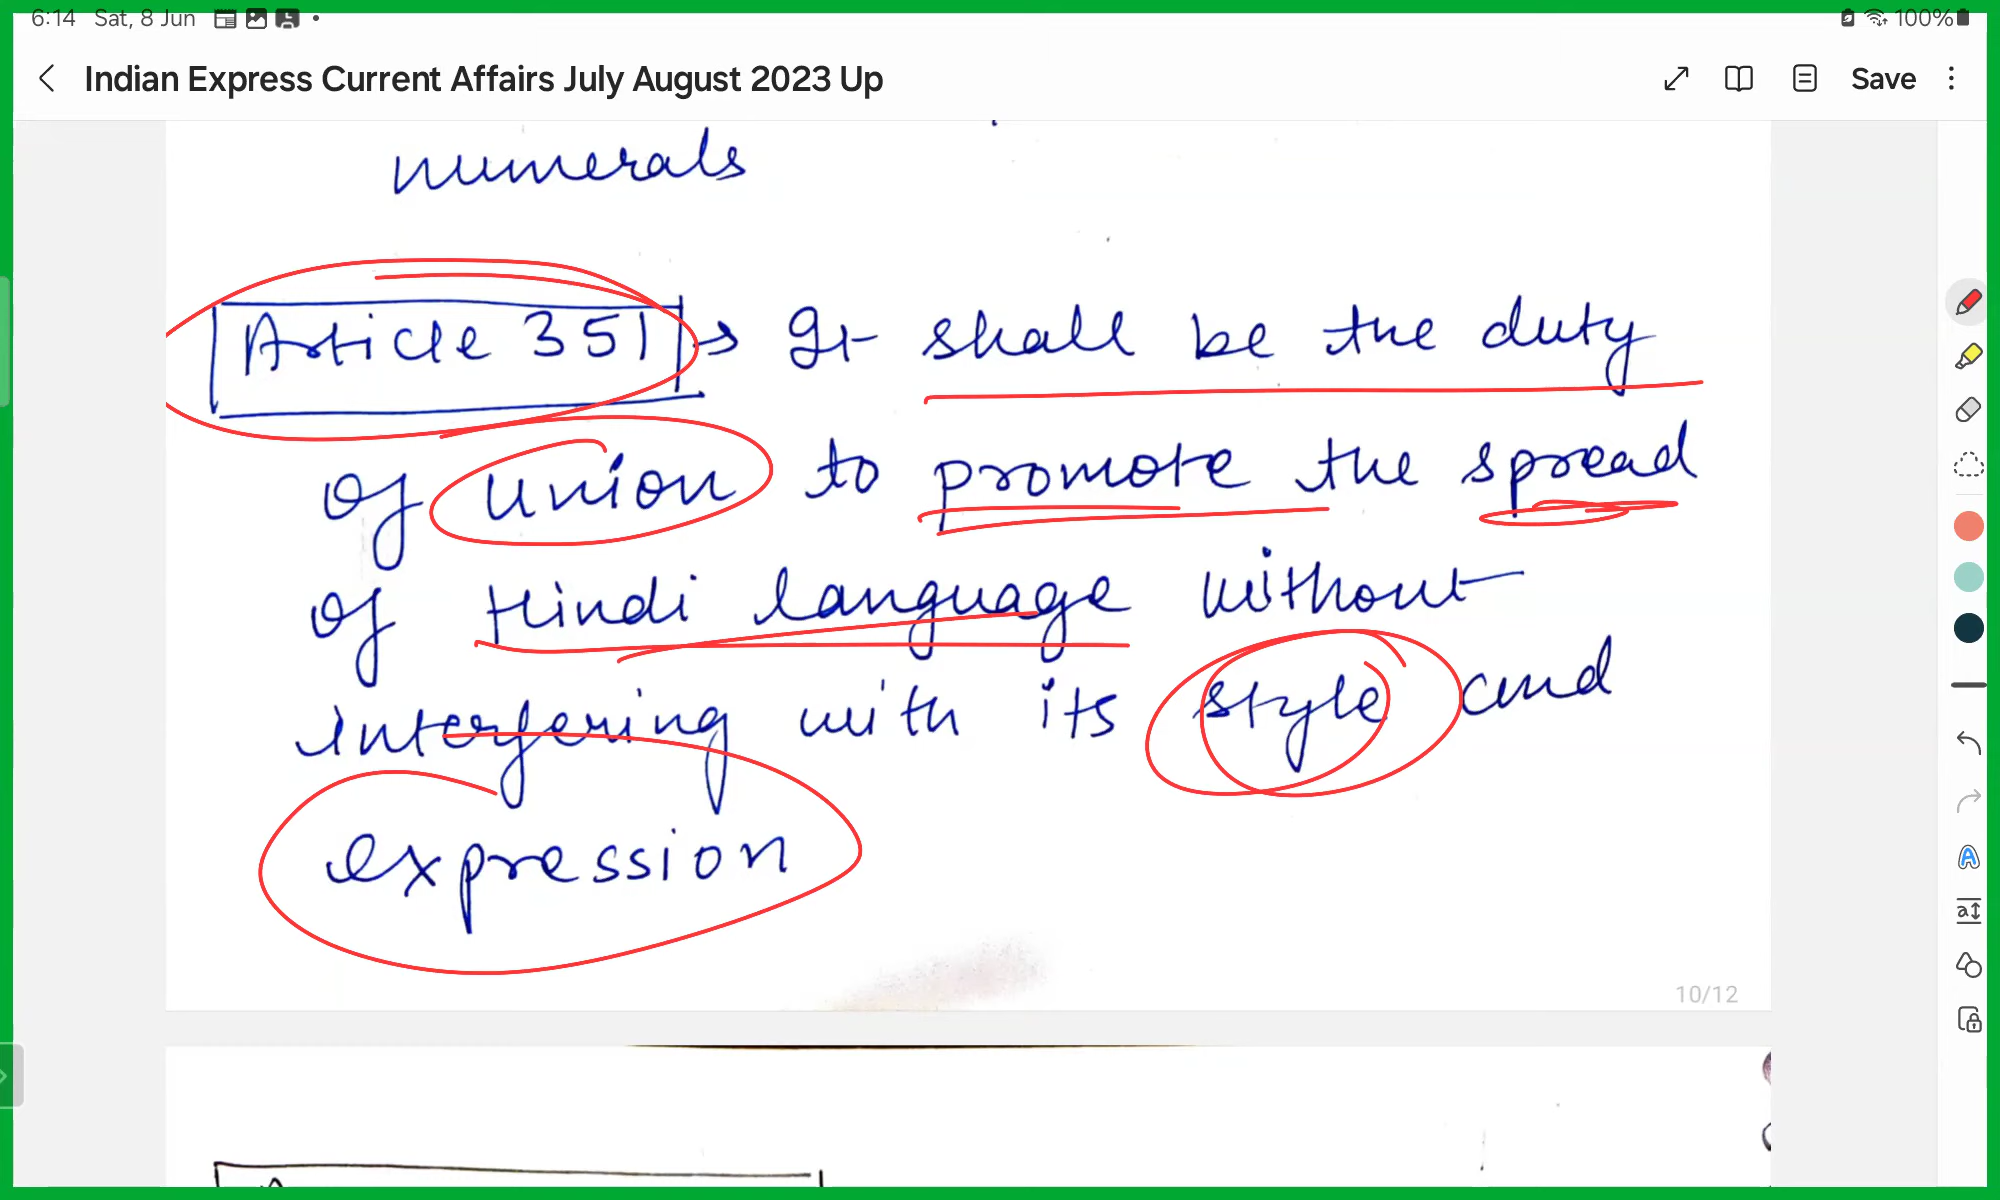 6:14 Sat, 8 Jun
100%
Indian Express Current Affairs July August 2023 Up
Save
numerals
Article 351 → It shall be the duty
of union to promote the spread
of Hindi language without
interfering with its style and
expression
10/12